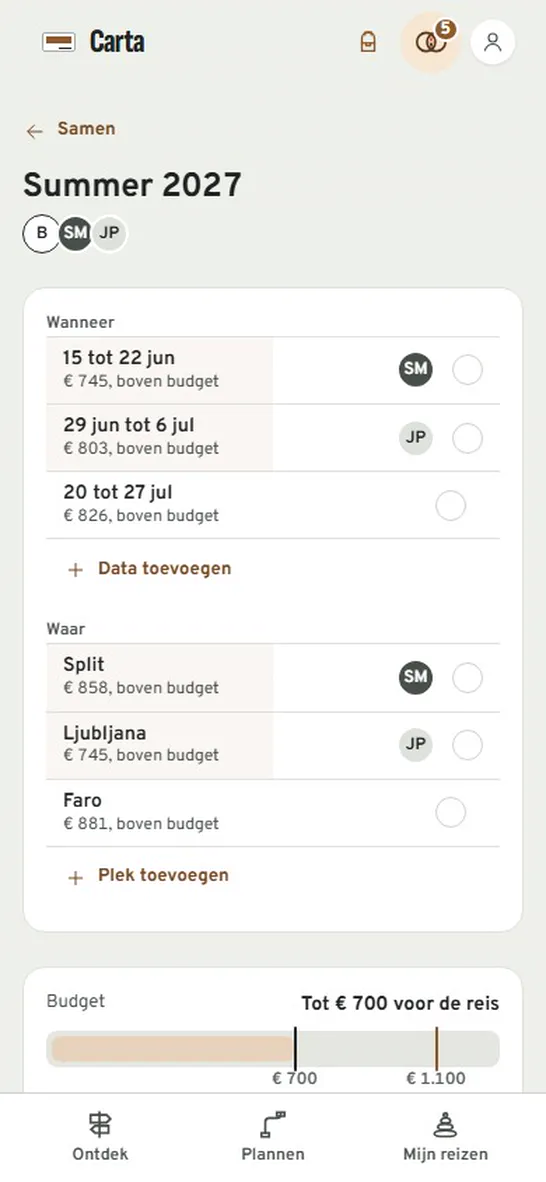 Carta
5
Samen
Summer 2027
B SM JP
Wanneer
15 tot 22 jun
€ 745, boven budget
SM
29 jun tot 6 jul
€ 803, boven budget
JP
20 tot 27 jul
€ 826, boven budget
+ Data toevoegen
Waar
Split
€ 858, boven budget
SM
Ljubljana
€ 745, boven budget
JP
Faro
€ 881, boven budget
+ Plek toevoegen
Budget
Tot € 700 voor de reis
€ 700 € 1.100
Ontdek Plannen Mijn reizen